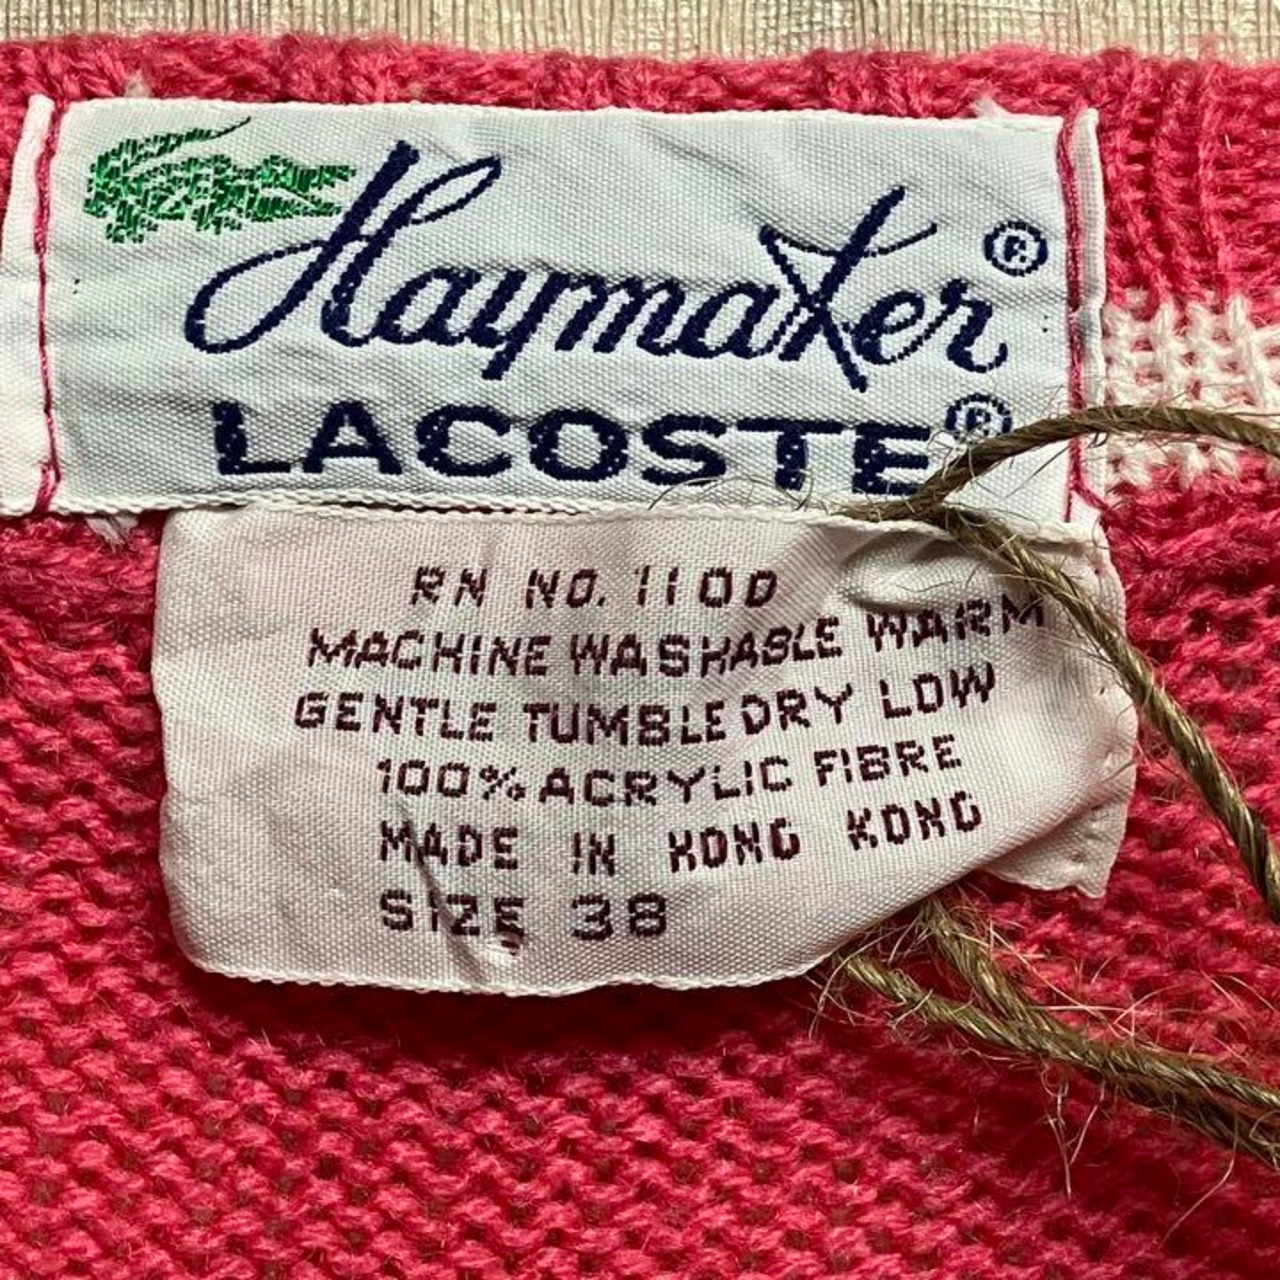 Haymaker®
LACOSTE®
RN NO. 1100
MACHINE WASHABLE WARM
GENTLE TUMBLE DRY LOW
100% ACRYLIC FIBRE
MADE IN HONG KONG
SIZE 38